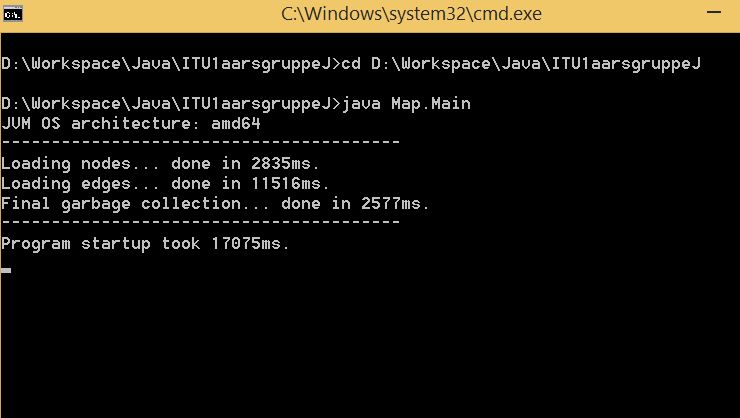 C:\Windows\system32\cmd.exe
D:\Workspace\Java\ITU1aarsgruppeJ>cd D:\Workspace\Java\ITU1aarsgruppeJ
D:\Workspace\Java\ITU1aarsgruppeJ>java Map.Main
JVM OS architecture: amd64
----------------------------------------
Loading nodes... done in 2835ms.
Loading edges... done in 11516ms.
Final garbage collection... done in 2577ms.
----------------------------------------
Program startup took 17075ms.